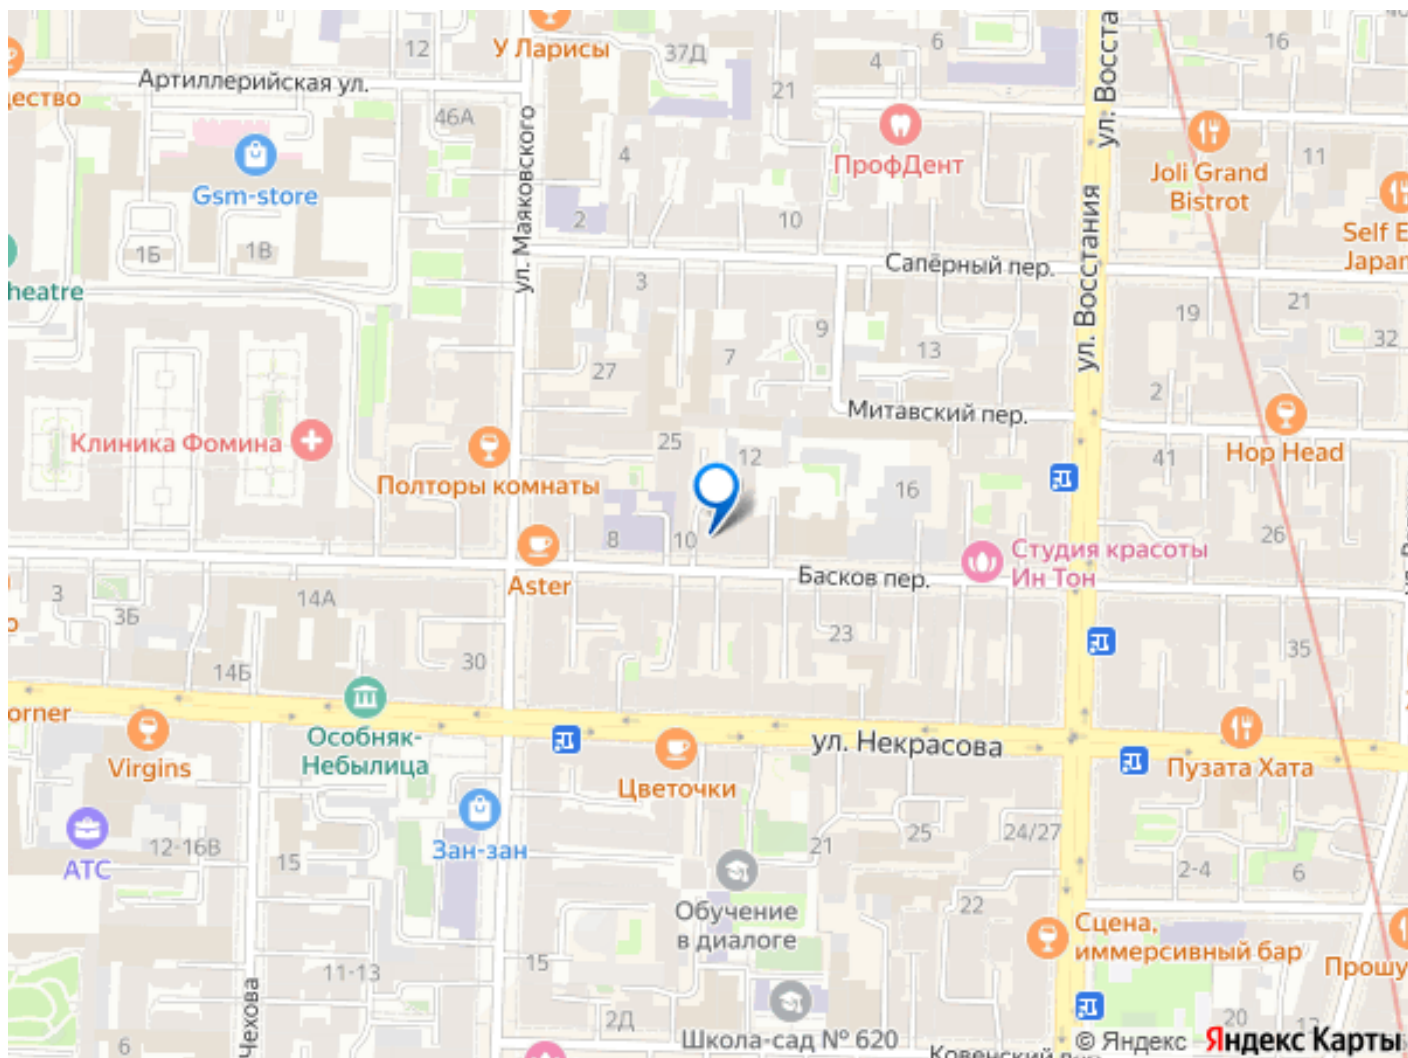 У Ларисы
12
37Д
4
6
16
Артиллерийская ул.
21
ул. Восста
щество
46А
ул. Маяковского
ПрофДент
4
11
Joli Grand
Bistrot
Gsm-store
2
10
Self E
Japan
1Б
1В
Сапёрный пер.
ул. Восстания
heatre
3
21
19
9
32
7
13
27
2
Митавский пер.
Клиника Фомина
25
12
41
Hop Head
Полторы комнаты
16
8
10
26
Студия красоты
Ин Тон
Aster
Басков пер.
3
3Б
14А
23
35
30
14Б
orner
Особняк-
Небылица
ул. Некрасова
Virgins
Цветочки
Пузата Хата
АТС
12-16В
15
Зан-зан
21
25
24/27
2-4
6
Обучение
в диалоге
22
Сцена,
иммерсивный бар
15
11-13
Прошу
Чехова
2Д
Школа-сад № 620
20
6
© Яндекс
Яндекс Карты